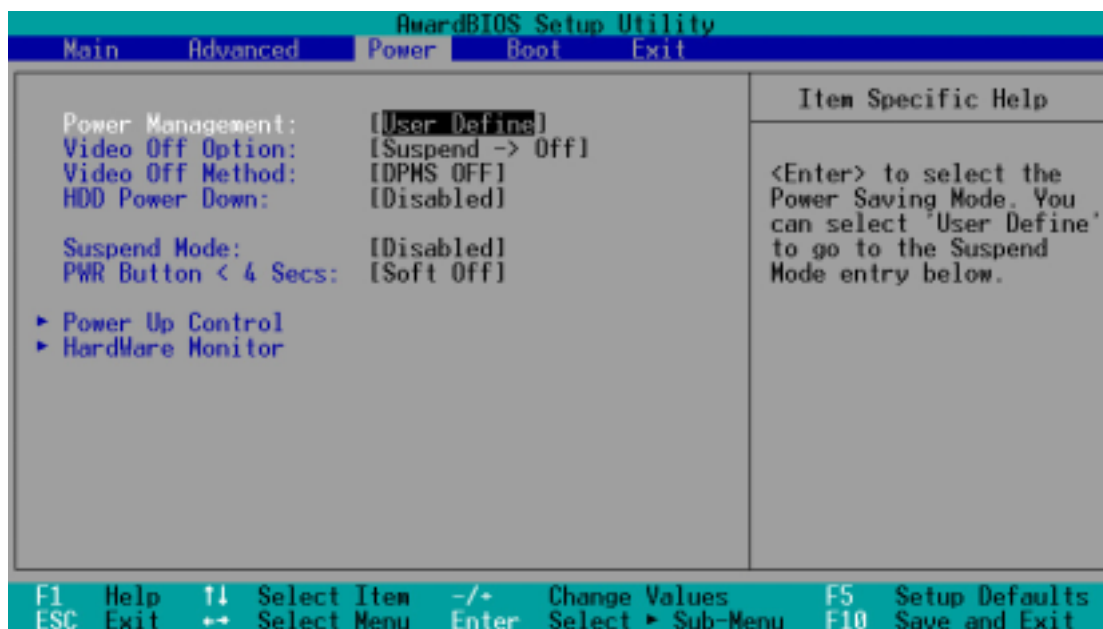 AwardBIOS Setup Utility
Main Advanced Power Boot Exit
Power Management: [User Define]
Video Off Option: [Suspend -> Off]
Video Off Method: [DPMS OFF]
HDD Power Down: [Disabled]
Suspend Mode: [Disabled]
PWR Button < 4 Secs: [Soft Off]
► Power Up Control
► HardWare Monitor
Item Specific Help
<Enter> to select the
Power Saving Mode. You
can select 'User Define'
to go to the Suspend
Mode entry below.
F1 Help ↑↓ Select Item -/+ Change Values F5 Setup Defaults
ESC Exit ←→ Select Menu Enter Select ► Sub-Menu F10 Save and Exit